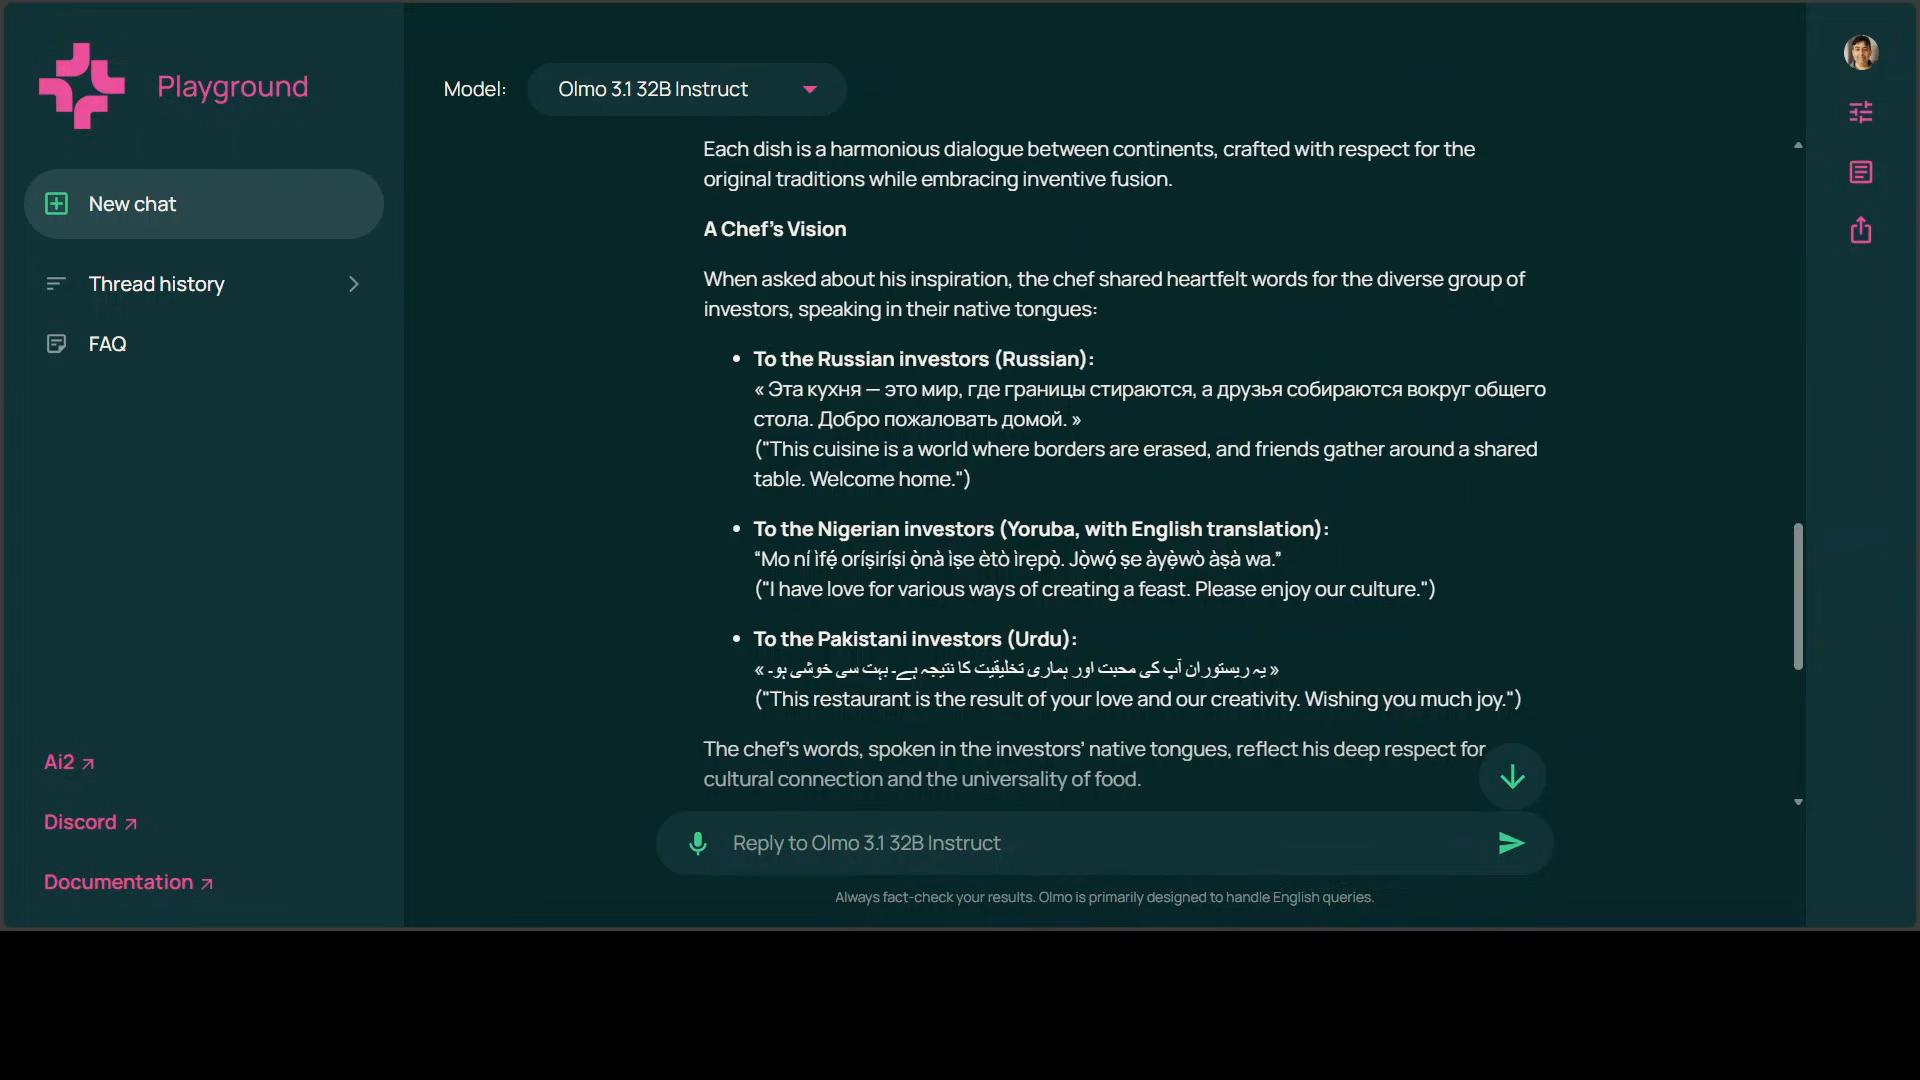 Playground
New chat
Thread history
FAQ
Ai2
Discord
Documentation
Model: Olmo 3.1 32B Instruct
Each dish is a harmonious dialogue between continents, crafted with respect for the
original traditions while embracing inventive fusion.
A Chef's Vision
When asked about his inspiration, the chef shared heartfelt words for the diverse group of
investors, speaking in their native tongues:
• To the Russian investors (Russian):
« Эта кухня — это мир, где границы стираются, а друзья собираются вокруг общего
стола. Добро пожаловать домой. »
("This cuisine is a world where borders are erased, and friends gather around a shared
table. Welcome home.")
• To the Nigerian investors (Yoruba, with English translation):
“Mo ní ìfẹ́ oríṣiríṣi ọ̀nà ìṣe ètò ìrẹpọ̀. Jọ̀wọ́ ṣe àyẹ̀wò àṣà wa.”
("I have love for various ways of creating a feast. Please enjoy our culture.")
• To the Pakistani investors (Urdu):
« یہ ریستوران آپ کی محبت اور ہماری تخلیقیت کا نتیجہ ہے۔ بہت سی خوشی ہو۔ »
("This restaurant is the result of your love and our creativity. Wishing you much joy.")
The chef's words, spoken in the investors' native tongues, reflect his deep respect for
cultural connection and the universality of food.
Reply to Olmo 3.1 32B Instruct
Always fact-check your results. Olmo is primarily designed to handle English queries.